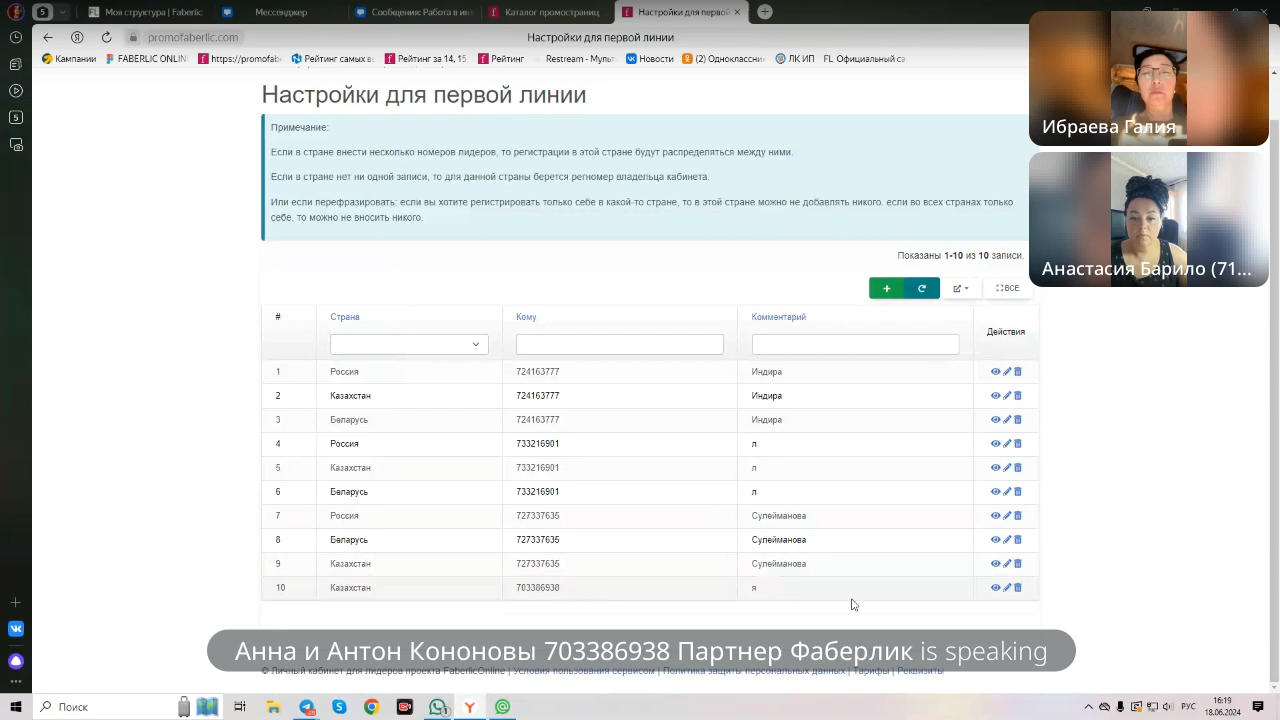 5
FL Моя структура | Faberlic
Мессенджер
Сообщения Работа в инте
Каталог промостраниц
Настройки для первой
promofaberlic.com
Настройки для первой линии
Кампании
FABERLIC ONLINE
https://promofabe
Рейтинг самых в
Рейтинг за 14, 15
Рейтинг
Restream - Муль
Новости
(2) Одноклассни
ЛК ИП
FL Официальный са
5
Настройки для первой линии
Примечание:
Если в стране внести несколько номеров лидеров, то регистрации в этой стране будут распределяться между ними.
Если в стране нет ни одной записи, то для данной страны берется регномер владельца кабинета.
Или если перефразировать: если вы хотите регистрировать только себе в какой-то стране, то в этой стране можно не добавлять никого. если во всех странах только
себе, то можно не вносить никого.
Ибраева Галия
Анастасия Барило (71...
Показаны 1-10 из 10 записи.
ВСЕ
# Страна Кому Комментарий Действия
1 Россия 724163777 Индира
2 Казахстан 724163777 Индира
3 Беларусь 724163777 Индира
4 Россия 733216901 л
5 Казахстан 733216901 л
6 Беларусь 733216901 л
7 Россия 727337635 Сулейманова
8 Беларусь 727337635 Сулейманова
9 Казахстан 727337635 Сулейманова
10 Казахстан 703386938 я
Анна и Антон Кононовы 703386938 Партнер Фаберлик is speaking
© Личный кабинет для лидеров проекта FaberlicOnline | Условия пользования сервисом | Политика защиты персональных данных | Тарифы | Реквизиты
Поиск
1
РУС
16:19
18.06.2024